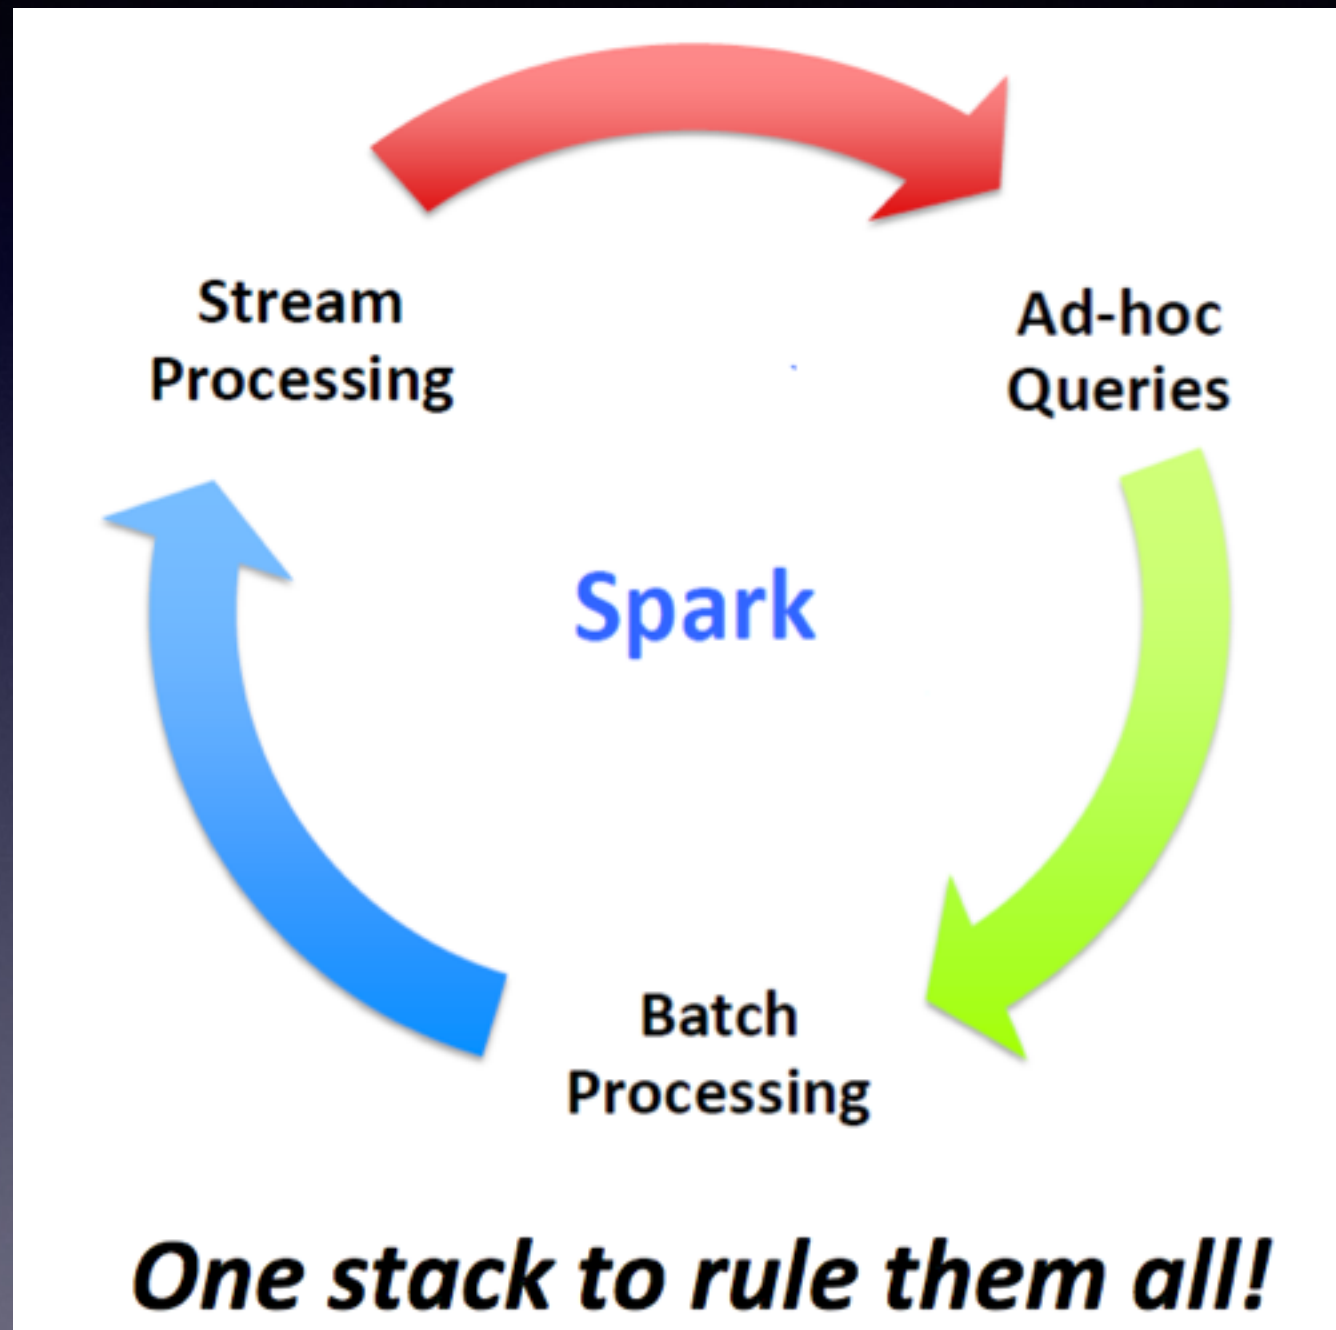 Stream
Processing
Ad-hoc
Queries
Spark
Batch
Processing
One stack to rule them all!